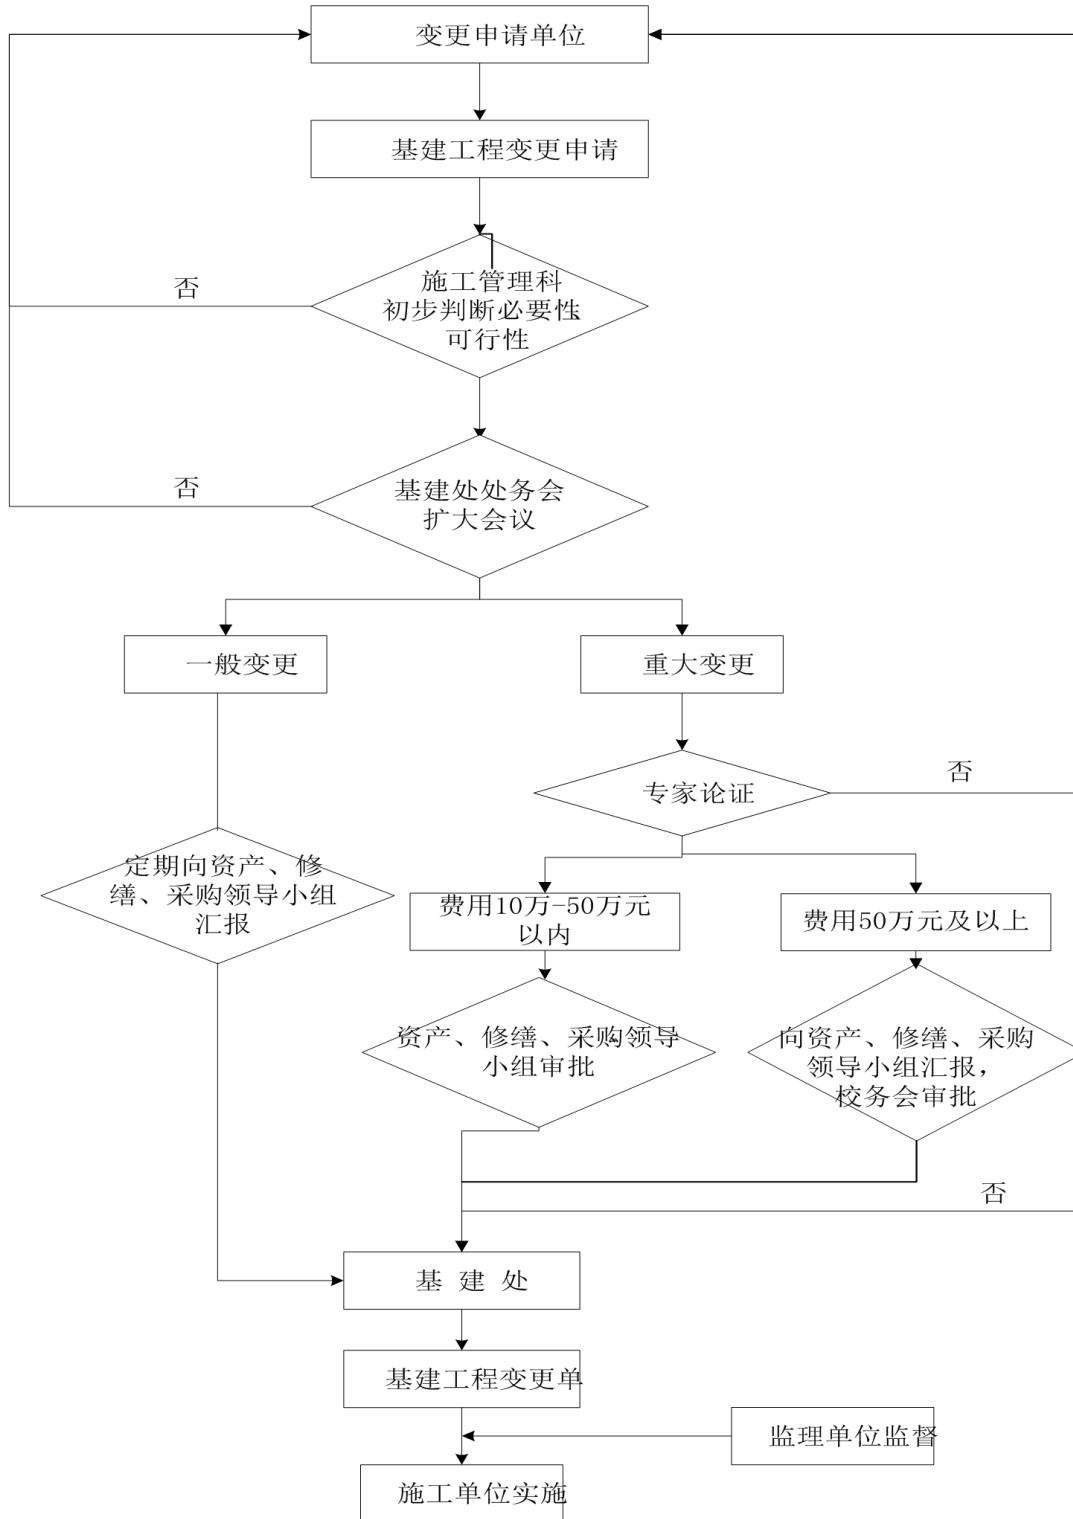 变更申请单位
基建工程变更申请
否
施工管理科
初步判断必要性、
可行性
否
基建处处务会
扩大会议
一般变更
重大变更
专家论证
否
定期向资产、修
缮、采购领导小组
汇报
费用10万-50万元
以内
费用50万元及以上
资产、修缮、采购领导
小组审批
向资产、修缮、采购
领导小组汇报，
校务会审批
否
基 建 处
基建工程变更单
监理单位监督
施工单位实施